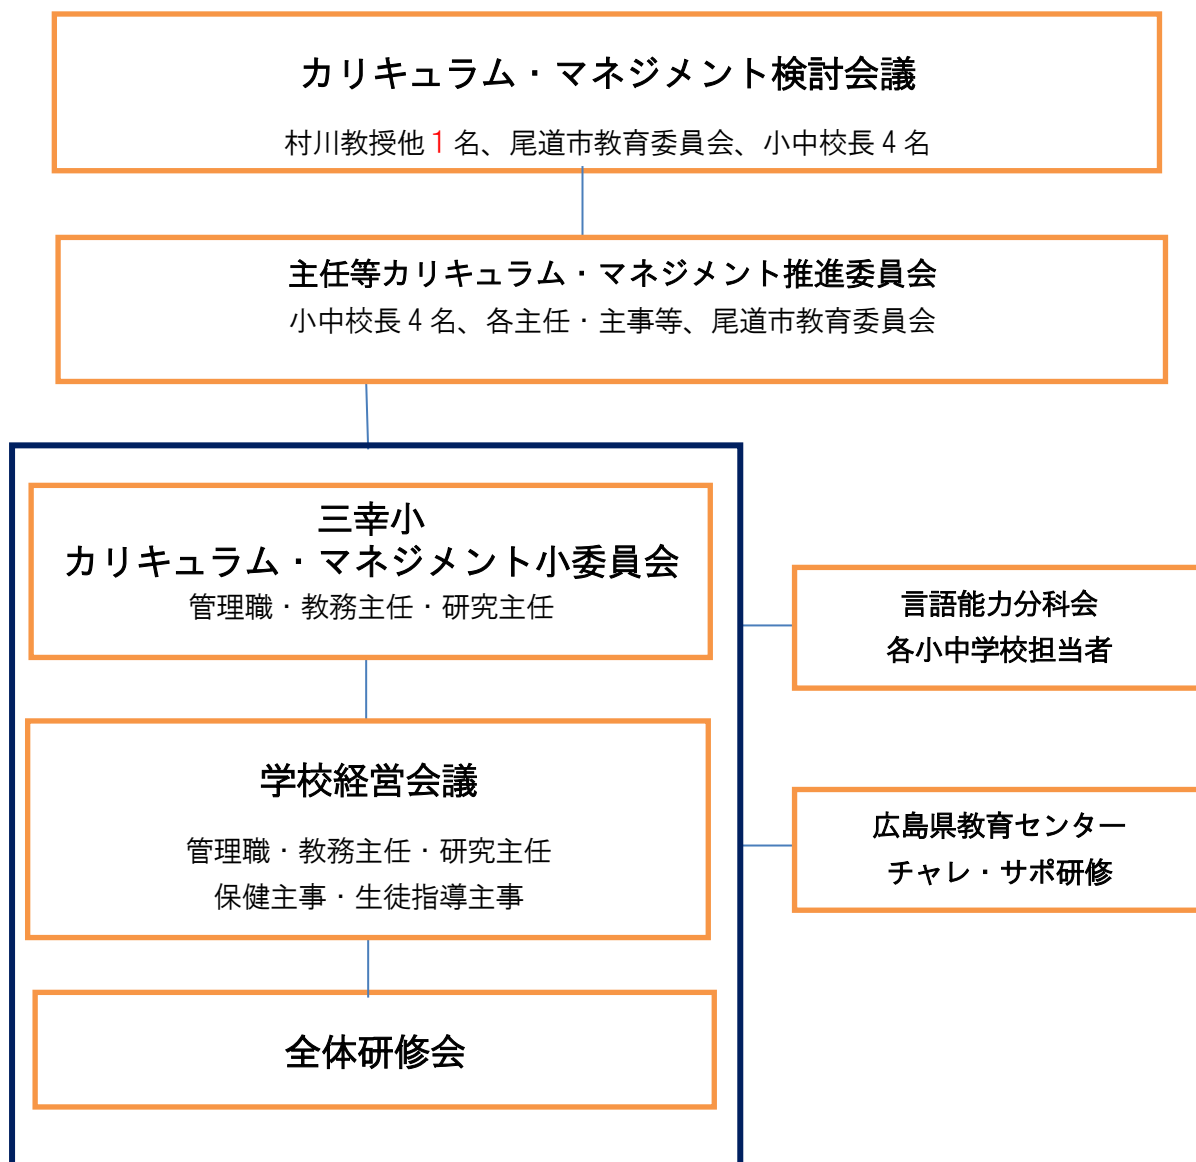 カリキュラム・マネジメント検討会議
村川教授他1名、尾道市教育委員会、小中校長4名
主任等カリキュラム・マネジメント推進委員会
小中校長4名、各主任・主事等、尾道市教育委員会
三幸小
カリキュラム・マネジメント小委員会
管理職・教務主任・研究主任
言語能力分科会
各小中学校担当者
学校経営会議
管理職・教務主任・研究主任
保健主事・生徒指導主事
広島県教育センター
チャレ・サポ研修
全体研修会